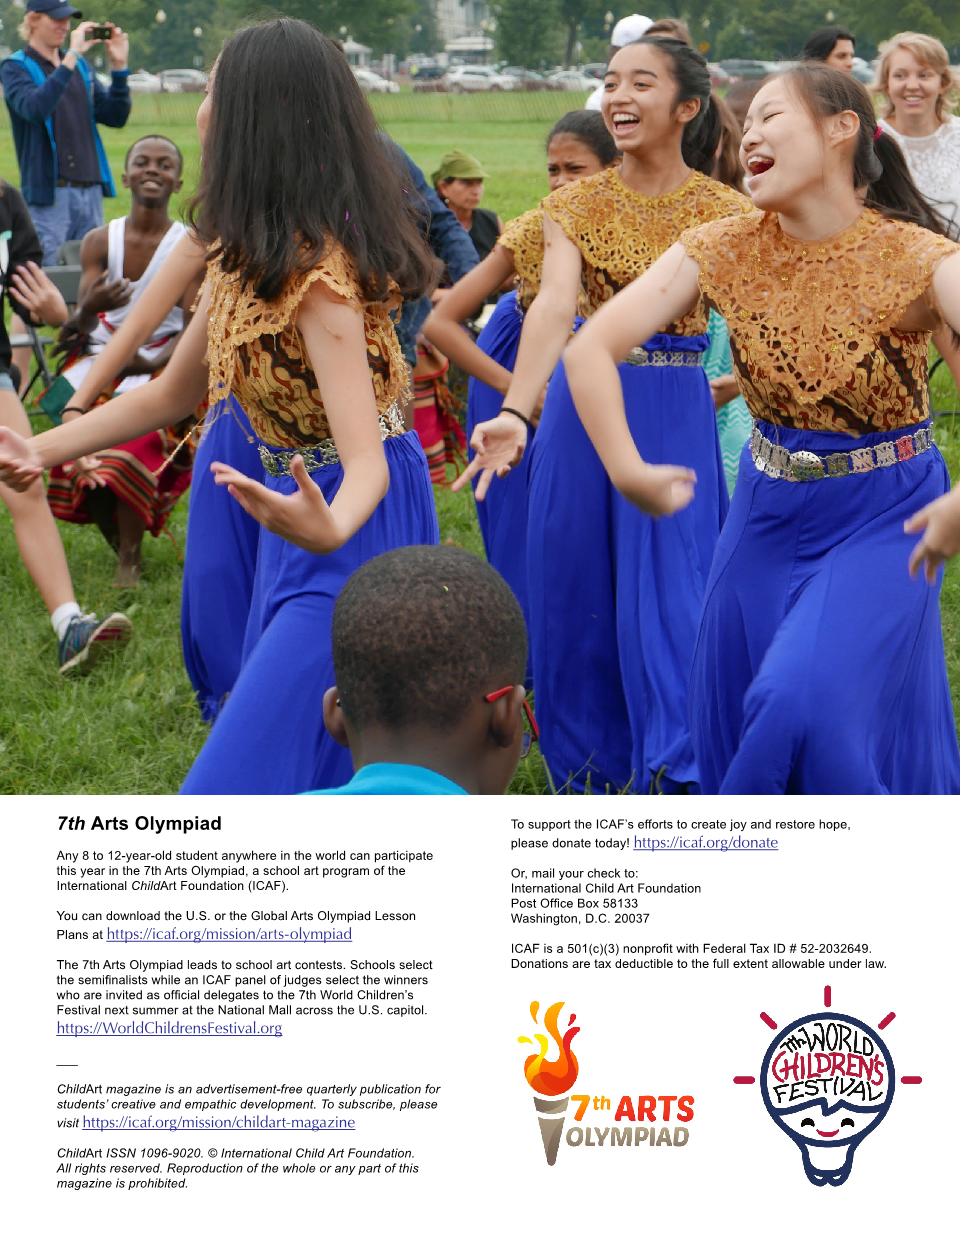 7th Arts Olympiad
Any 8 to 12-year-old student anywhere in the world can participate
this year in the 7th Arts Olympiad, a school art program of the
International ChildArt Foundation (ICAF).
You can download the U.S. or the Global Arts Olympiad Lesson
Plans at https://icaf.org/mission/arts-olympiad
The 7th Arts Olympiad leads to school art contests. Schools select
the semifinalists while an ICAF panel of judges select the winners
who are invited as official delegates to the 7th World Children's
Festival next summer at the National Mall across the U.S. capitol.
https://WorldChildrensFestival.org
ChildArt magazine is an advertisement-free quarterly publication for
students' creative and empathic development. To subscribe, please
visit https://icaf.org/mission/childart-magazine
ChildArt ISSN 1096-9020. © International Child Art Foundation.
All rights reserved. Reproduction of the whole or any part of this
magazine is prohibited.
To support the ICAF's efforts to create joy and restore hope,
please donate today! https://icaf.org/donate
Or, mail your check to:
International Child Art Foundation
Post Office Box 58133
Washington, D.C. 20037
ICAF is a 501(c)(3) nonprofit with Federal Tax ID # 52-2032649.
Donations are tax deductible to the full extent allowable under law.
7th ARTS
OLYMPIAD
7th WORLD
CHILDREN'S
FESTIVAL